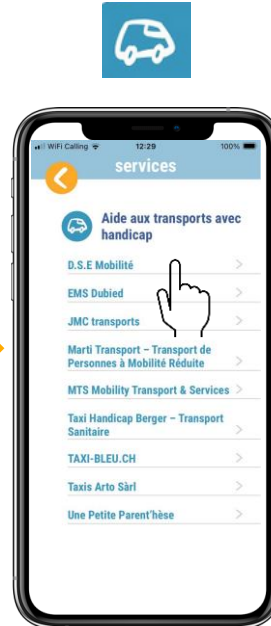 WiFi Calling 12:29 100%
services
Aide aux transports avec
handicap
D.S.E Mobilité
EMS Dubied
JMC transports
Marti Transport – Transport de
Personnes à Mobilité Réduite
MTS Mobility Transport & Services
Taxi Handicap Berger – Transport
Sanitaire
TAXI-BLEU.CH
Taxis Arto Sàrl
Une Petite Parent'hèse